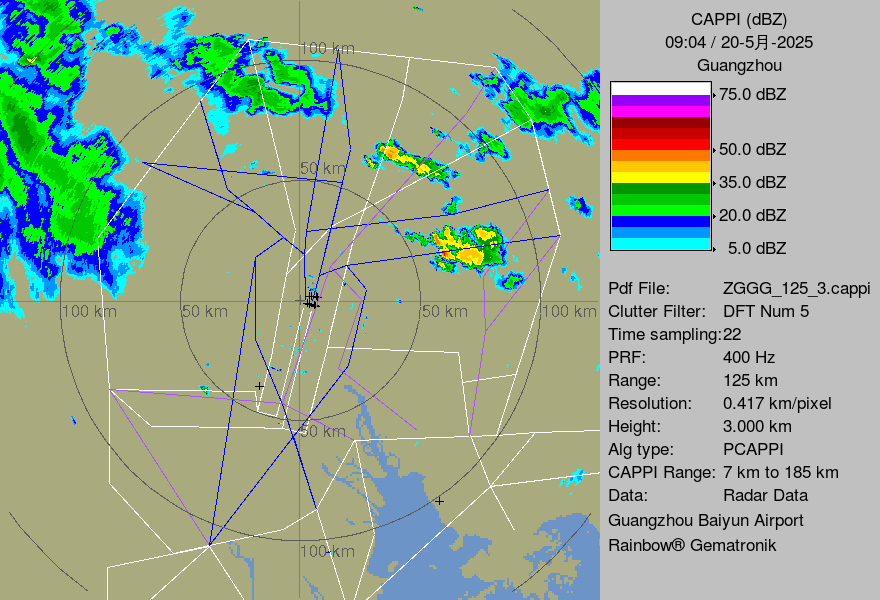 CAPPI (dBZ)
09:04 / 20-5月-2025
Guangzhou
75.0 dBZ
50.0 dBZ
35.0 dBZ
20.0 dBZ
5.0 dBZ
Pdf File: ZGGG_125_3.cappi
Clutter Filter: DFT Num 5
Time sampling:22
PRF: 400 Hz
Range: 125 km
Resolution: 0.417 km/pixel
Height: 3.000 km
Alg type: PCAPPI
CAPPI Range: 7 km to 185 km
Data: Radar Data
Guangzhou Baiyun Airport
Rainbow® Gematronik
100 km
50 km
100 km
50 km
50 km
100 km
50 km
100 km